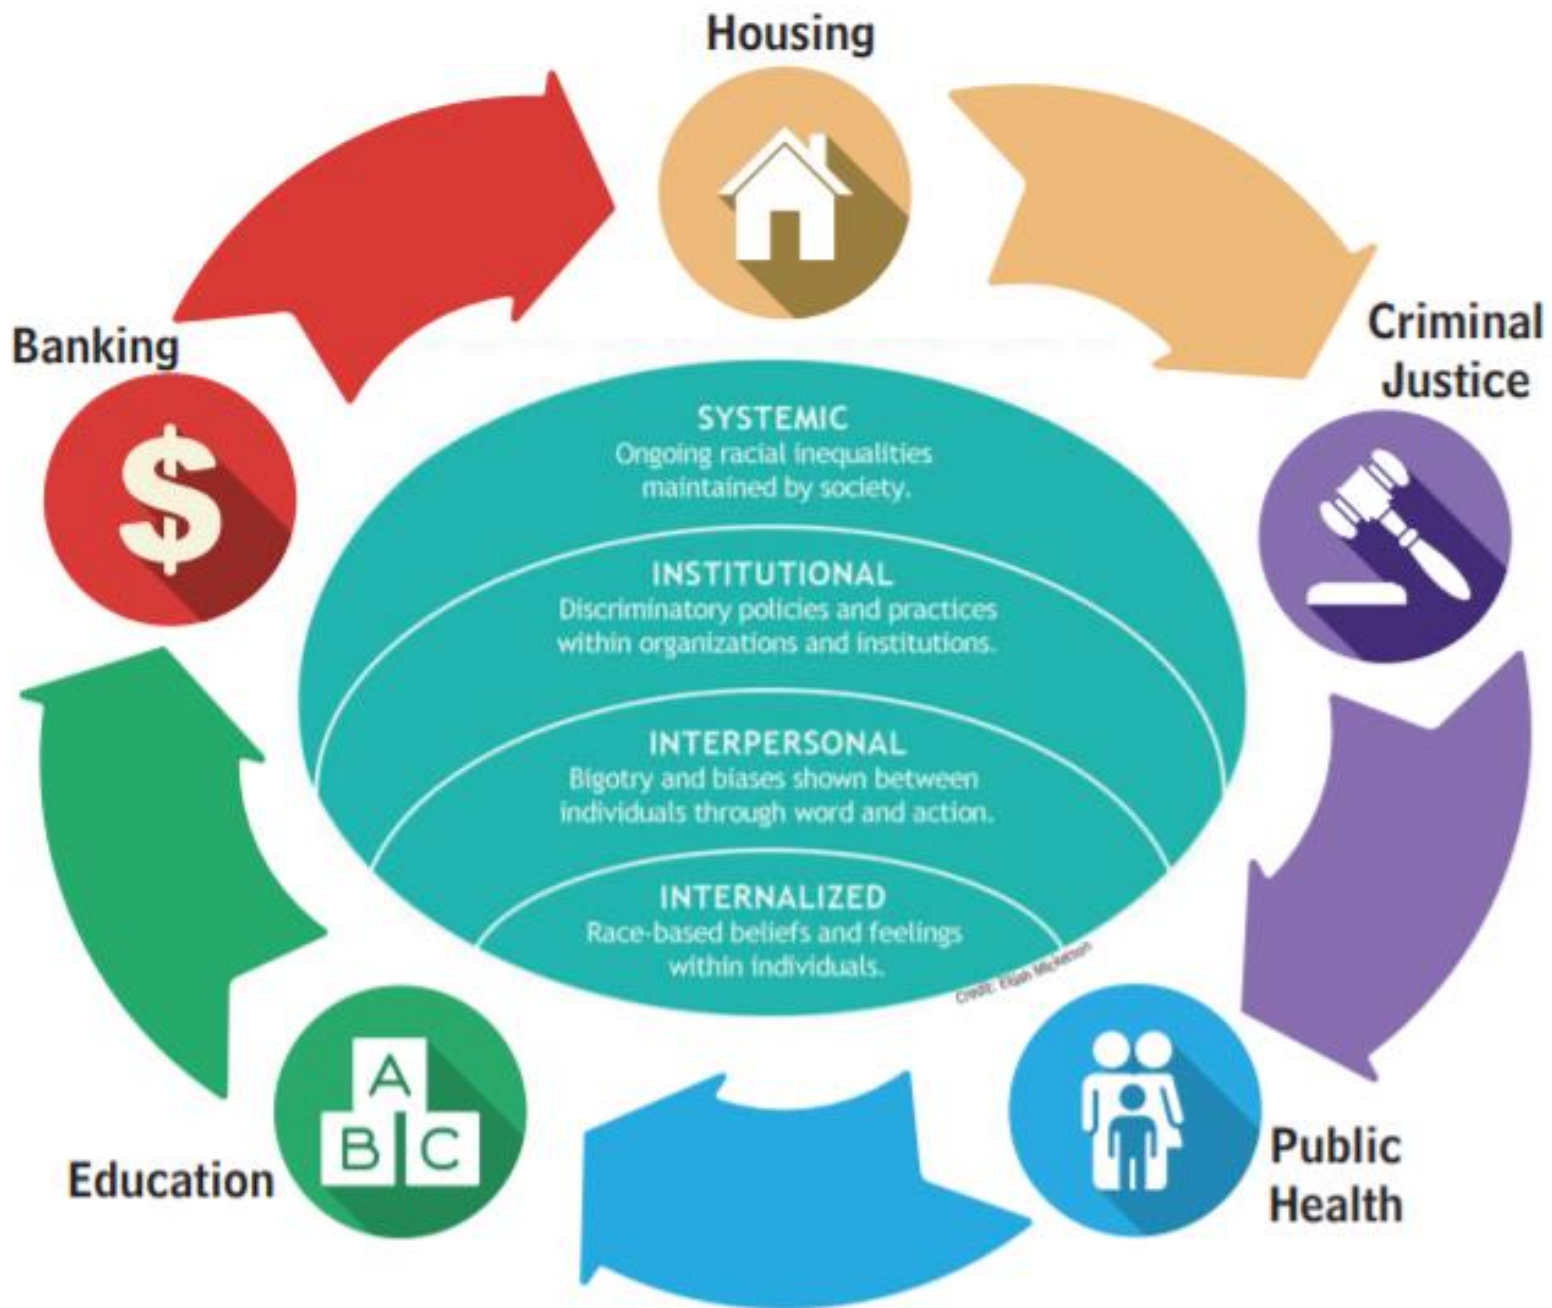 Housing
Banking
Criminal
Justice
SYSTEMIC
Ongoing racial inequalities
maintained by society.
INSTITUTIONAL
Discriminatory policies and practices
within organizations and institutions.
INTERPERSONAL
Bigotry and biases shown between
individuals through word and action.
INTERNALIZED
Race-based beliefs and feelings
within individuals.
Credit: Elijah
A
B C
Education
Public
Health
$